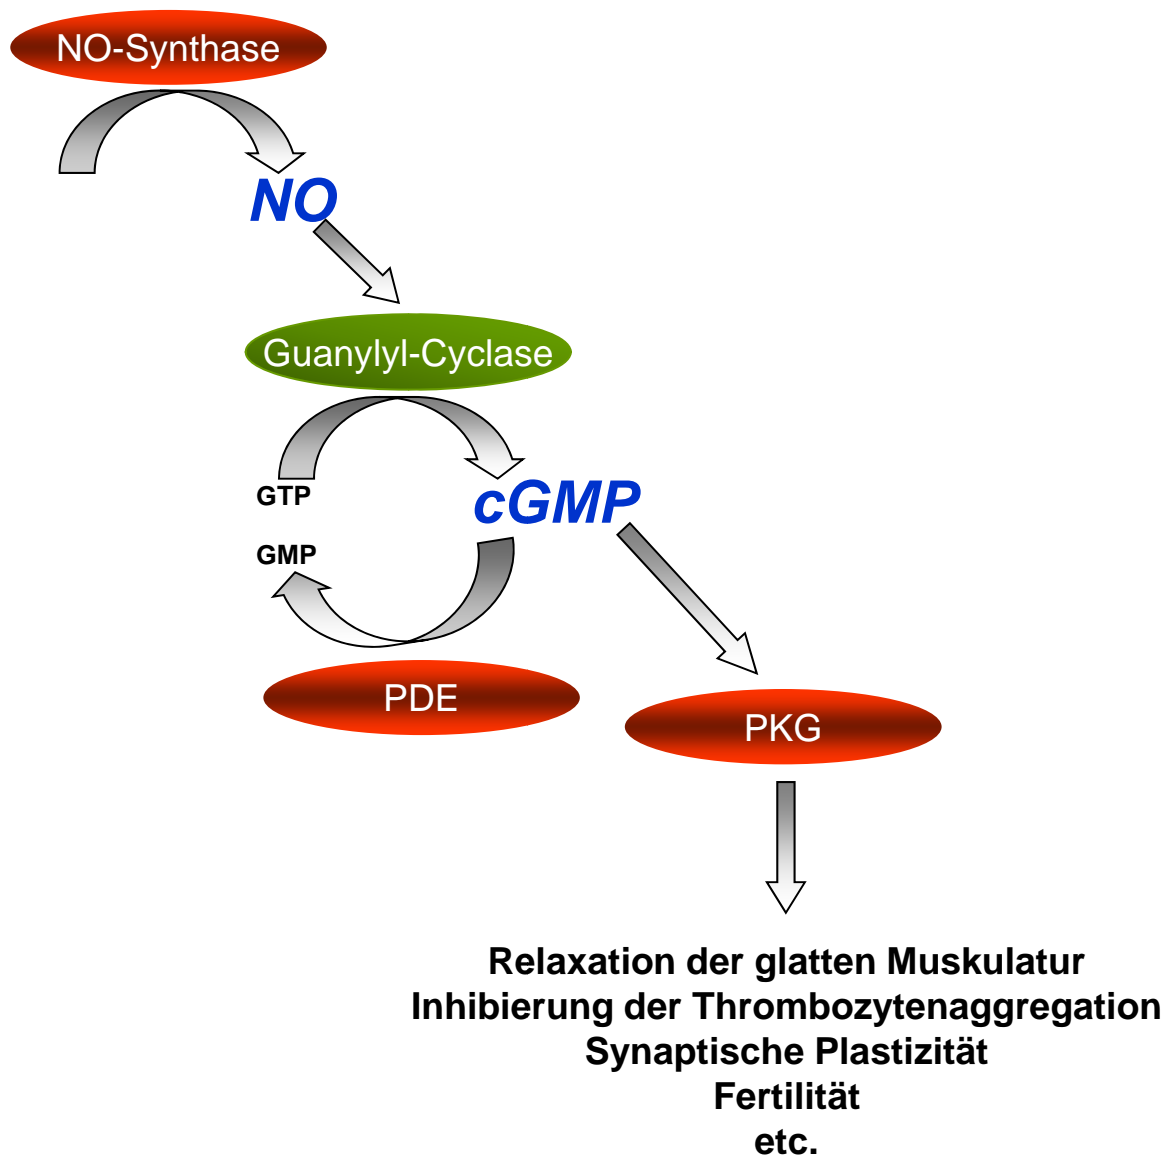 NO-Synthase
NO
Guanylyl-Cyclase
GTP
cGMP
GMP
PDE
PKG
Relaxation der glatten Muskulatur
Inhibierung der Thrombozytenaggregation
Synaptische Plastizität
Fertilität
etc.